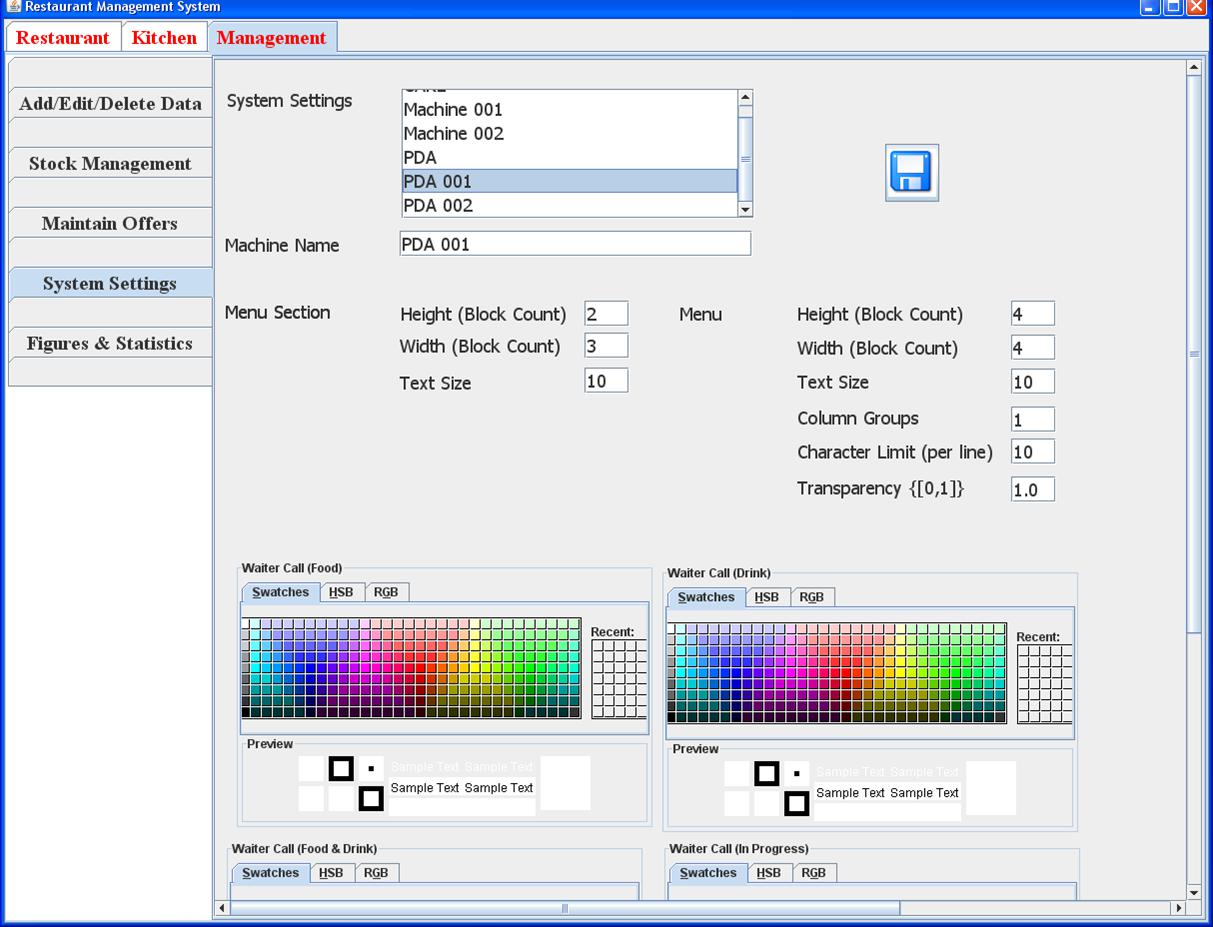 Restaurant Management System
Restaurant
Kitchen
Management
Add/Edit/Delete Data
Stock Management
Maintain Offers
System Settings
Figures & Statistics
System Settings
Machine 001
Machine 002
PDA
PDA 001
PDA 002
Machine Name
PDA 001
Menu Section
Height (Block Count) 2
Width (Block Count) 3
Text Size 10
Menu
Height (Block Count) 4
Width (Block Count) 4
Text Size 10
Column Groups 1
Character Limit (per line) 10
Transparency {[0,1]} 1.0
Waiter Call (Food)
Swatches HSB RGB
Recent:
Preview
Sample Text Sample Text
Sample Text Sample Text
Waiter Call (Drink)
Swatches HSB RGB
Recent:
Preview
Sample Text Sample Text
Sample Text Sample Text
Waiter Call (Food & Drink)
Swatches HSB RGB
Waiter Call (In Progress)
Swatches HSB RGB